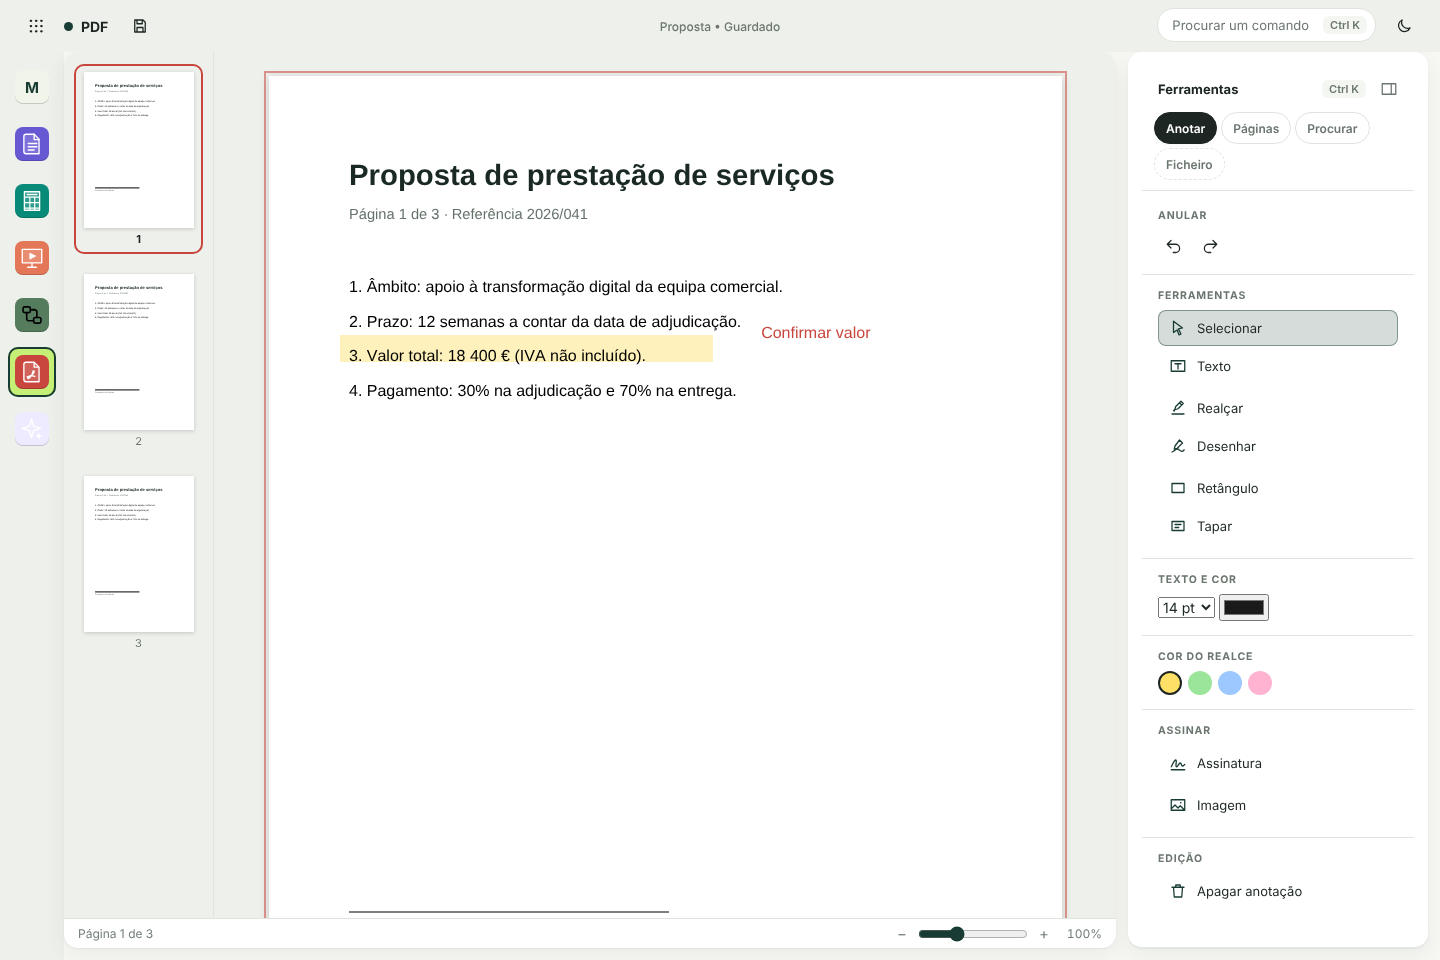 PDF
Proposta • Guardado
Procurar um comando
Ctrl K
M
1
2
3
Proposta de prestação de serviços
Página 1 de 3 · Referência 2026/041
1. Âmbito: apoio à transformação digital da equipa comercial.
2. Prazo: 12 semanas a contar da data de adjudicação.
Confirmar valor
3. Valor total: 18 400 € (IVA não incluído).
4. Pagamento: 30% na adjudicação e 70% na entrega.
Página 1 de 3
100%
Ferramentas
Ctrl K
Anotar
Páginas
Procurar
Ficheiro
ANULAR
FERRAMENTAS
Selecionar
Texto
Realçar
Desenhar
Retângulo
Tapar
TEXTO E COR
14 pt
COR DO REALCE
ASSINAR
Assinatura
Imagem
EDIÇÃO
Apagar anotação